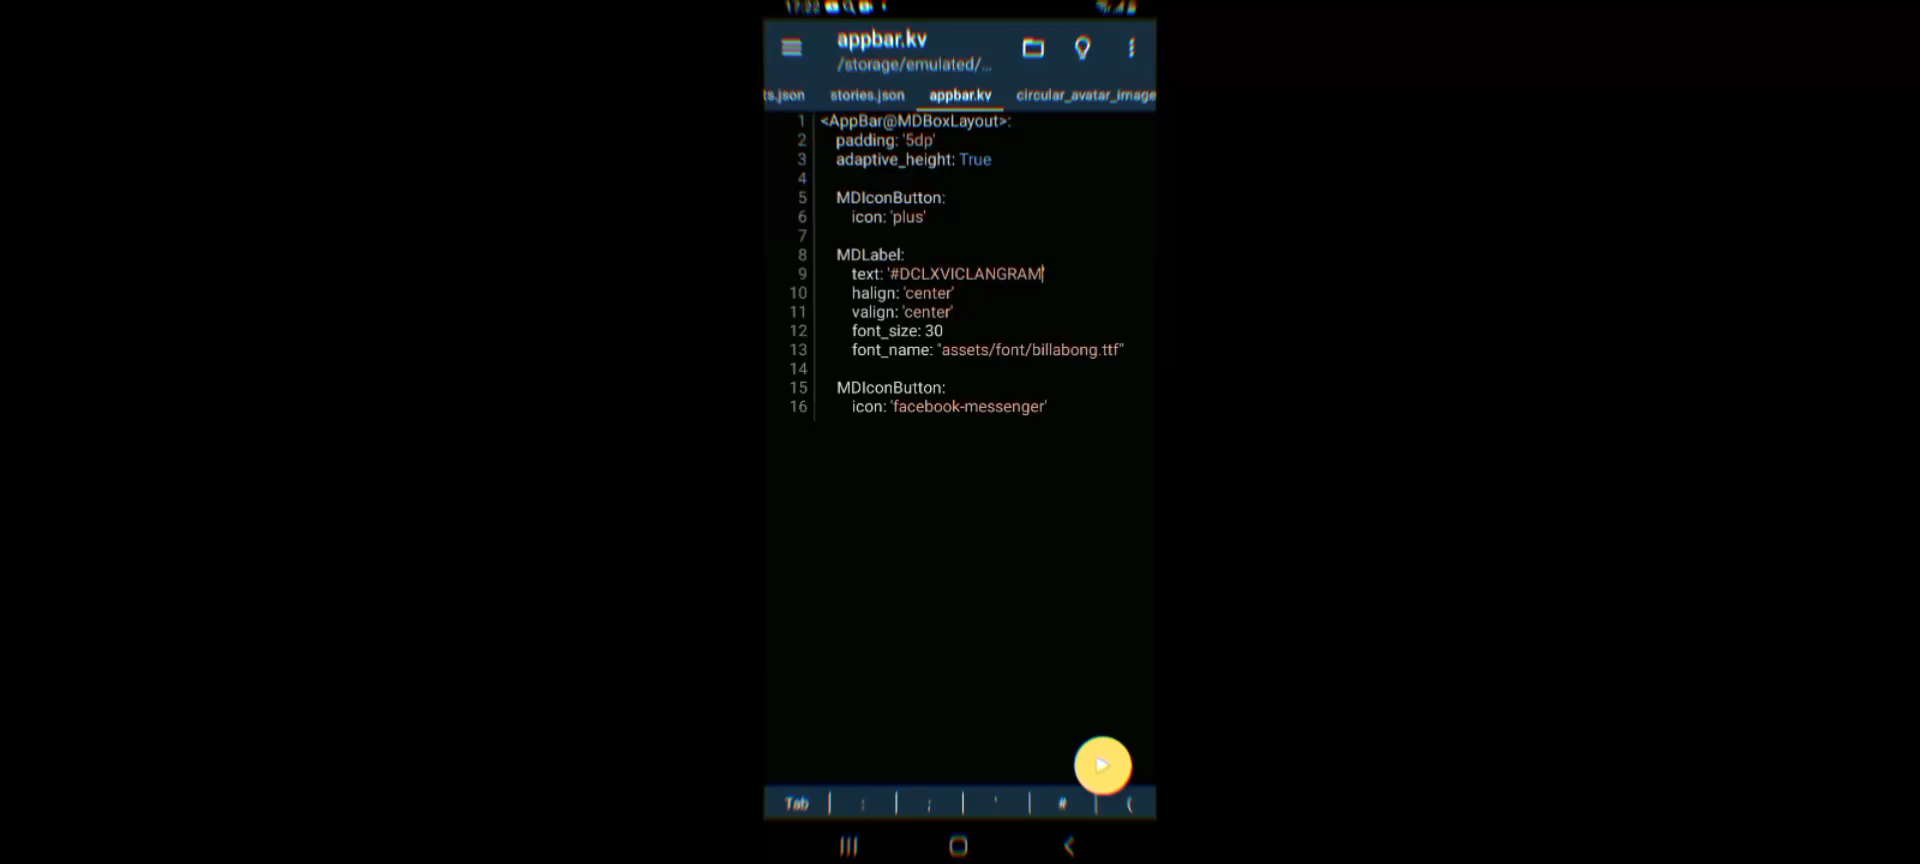 17:22
appbar.kv
/storage/emulated/...
ts.json stories.json appbar.kv circular_avatar_image
1 <AppBar@MDBoxLayout>:
2 padding: '5dp'
3 adaptive_height: True
4
5 MDIconButton:
6 icon: 'plus'
7
8 MDLabel:
9 text: '#DCLXVICLANGRAM'
10 halign: 'center'
11 valign: 'center'
12 font_size: 30
13 font_name: "assets/font/billabong.ttf"
14
15 MDIconButton:
16 icon: 'facebook-messenger'
Tab : ; ' # (